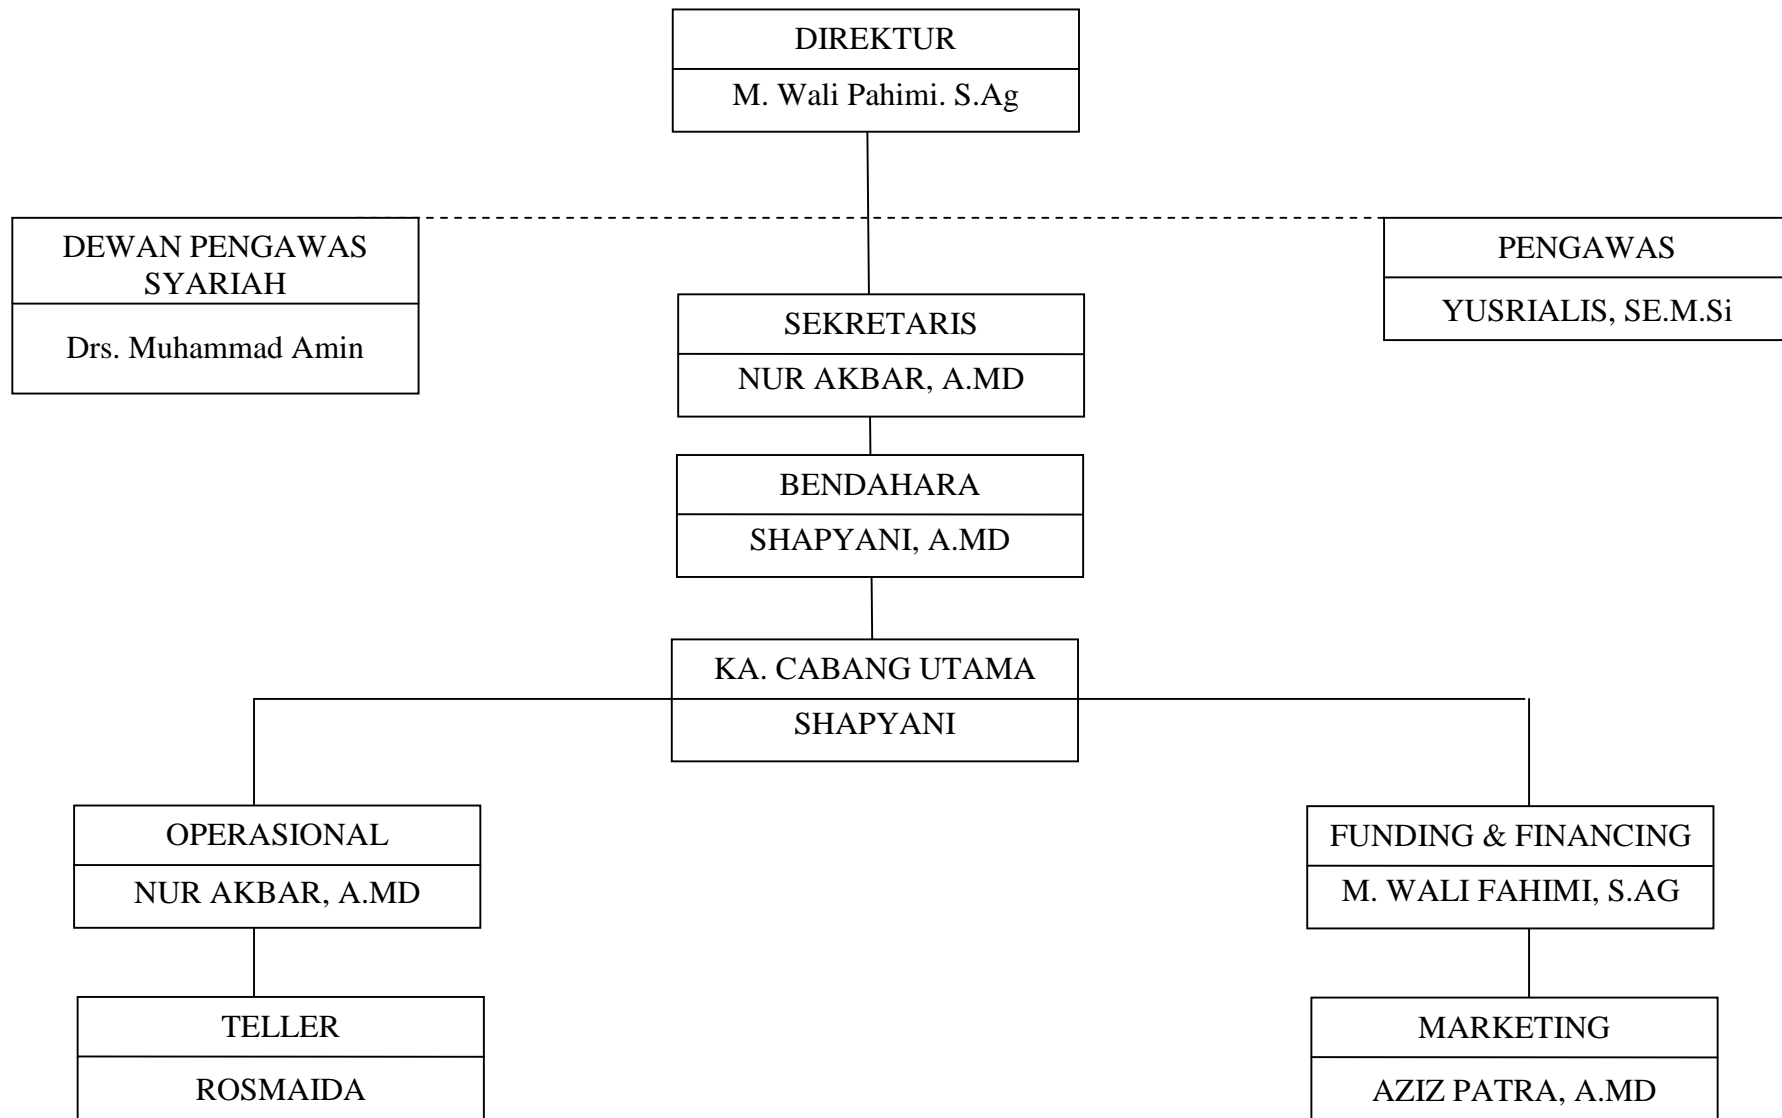 DIREKTUR
M. Wali Pahimi. S.Ag
DEWAN PENGAWAS
SYARIAH
Drs. Muhammad Amin
PENGAWAS
YUSRIALIS, SE.M.Si
SEKRETARIS
NUR AKBAR, A.MD
BENDAHARA
SHAPYANI, A.MD
KA. CABANG UTAMA
SHAPYANI
OPERASIONAL
NUR AKBAR, A.MD
FUNDING & FINANCING
M. WALI FAHIMI, S.AG
TELLER
ROSMAIDA
MARKETING
AZIZ PATRA, A.MD